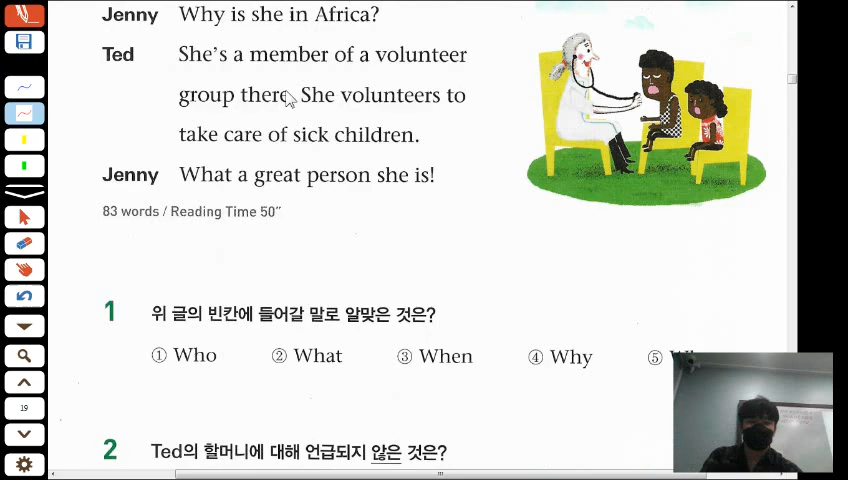 Jenny Why is she in Africa?
Ted She's a member of a volunteer
group there. She volunteers to
take care of sick children.
Jenny What a great person she is!
83 words / Reading Time 50″
1 위 글의 빈칸에 들어갈 말로 알맞은 것은?
① Who ② What ③ When ④ Why ⑤
19
2 Ted의 할머니에 대해 언급되지 않은 것은?